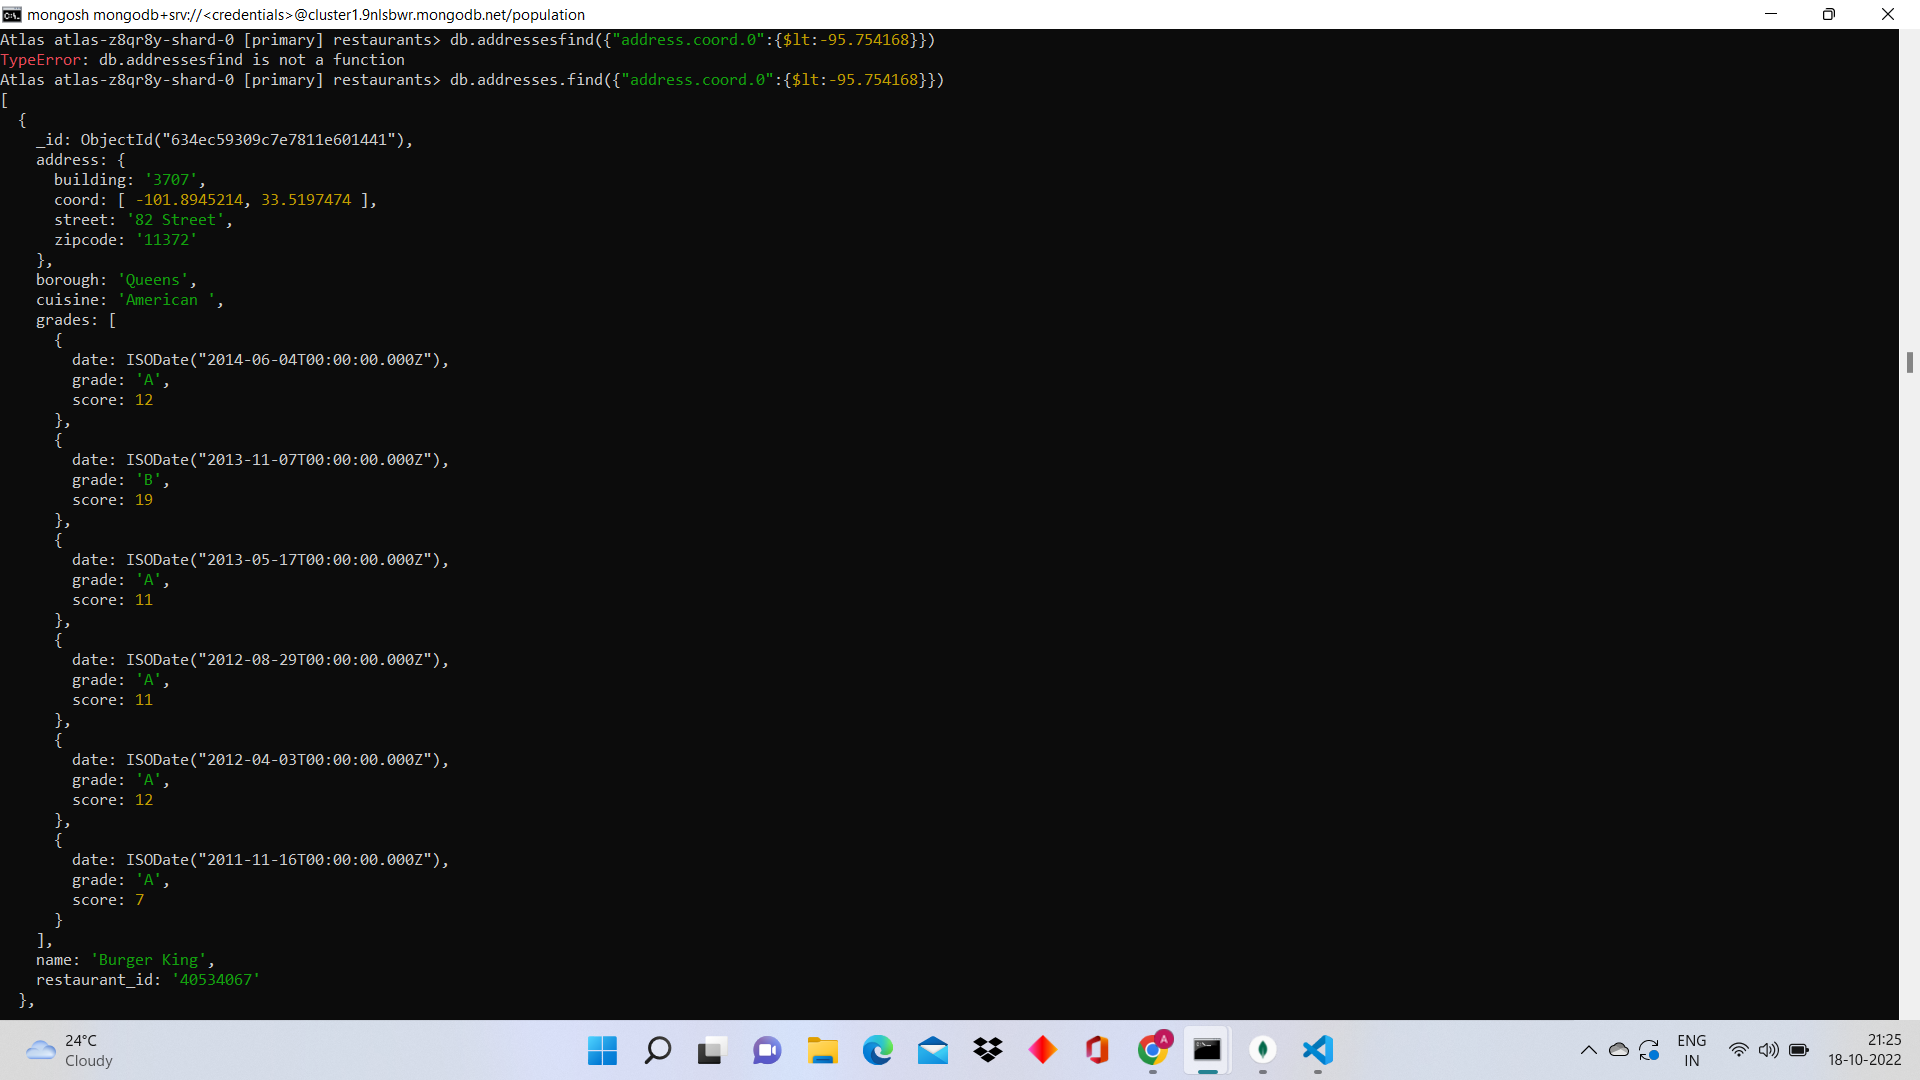 mongosh mongodb+srv://<credentials>@cluster1.9nlsbwr.mongodb.net/population
Atlas atlas-z8qr8y-shard-0 [primary] restaurants> db.addressesfind({"address.coord.0":{$lt:-95.754168}})
TypeError: db.addressesfind is not a function
Atlas atlas-z8qr8y-shard-0 [primary] restaurants> db.addresses.find({"address.coord.0":{$lt:-95.754168}})
[
  {
    _id: ObjectId("634ec59309c7e7811e601441"),
    address: {
      building: '3707',
      coord: [ -101.8945214, 33.5197474 ],
      street: '82 Street',
      zipcode: '11372'
    },
    borough: 'Queens',
    cuisine: 'American ',
    grades: [
      {
        date: ISODate("2014-06-04T00:00:00.000Z"),
        grade: 'A',
        score: 12
      },
      {
        date: ISODate("2013-11-07T00:00:00.000Z"),
        grade: 'B',
        score: 19
      },
      {
        date: ISODate("2013-05-17T00:00:00.000Z"),
        grade: 'A',
        score: 11
      },
      {
        date: ISODate("2012-08-29T00:00:00.000Z"),
        grade: 'A',
        score: 11
      },
      {
        date: ISODate("2012-04-03T00:00:00.000Z"),
        grade: 'A',
        score: 12
      },
      {
        date: ISODate("2011-11-16T00:00:00.000Z"),
        grade: 'A',
        score: 7
      }
    ],
    name: 'Burger King',
    restaurant_id: '40534067'
  },
24°C
Cloudy
A
ENG
IN
21:25
18-10-2022